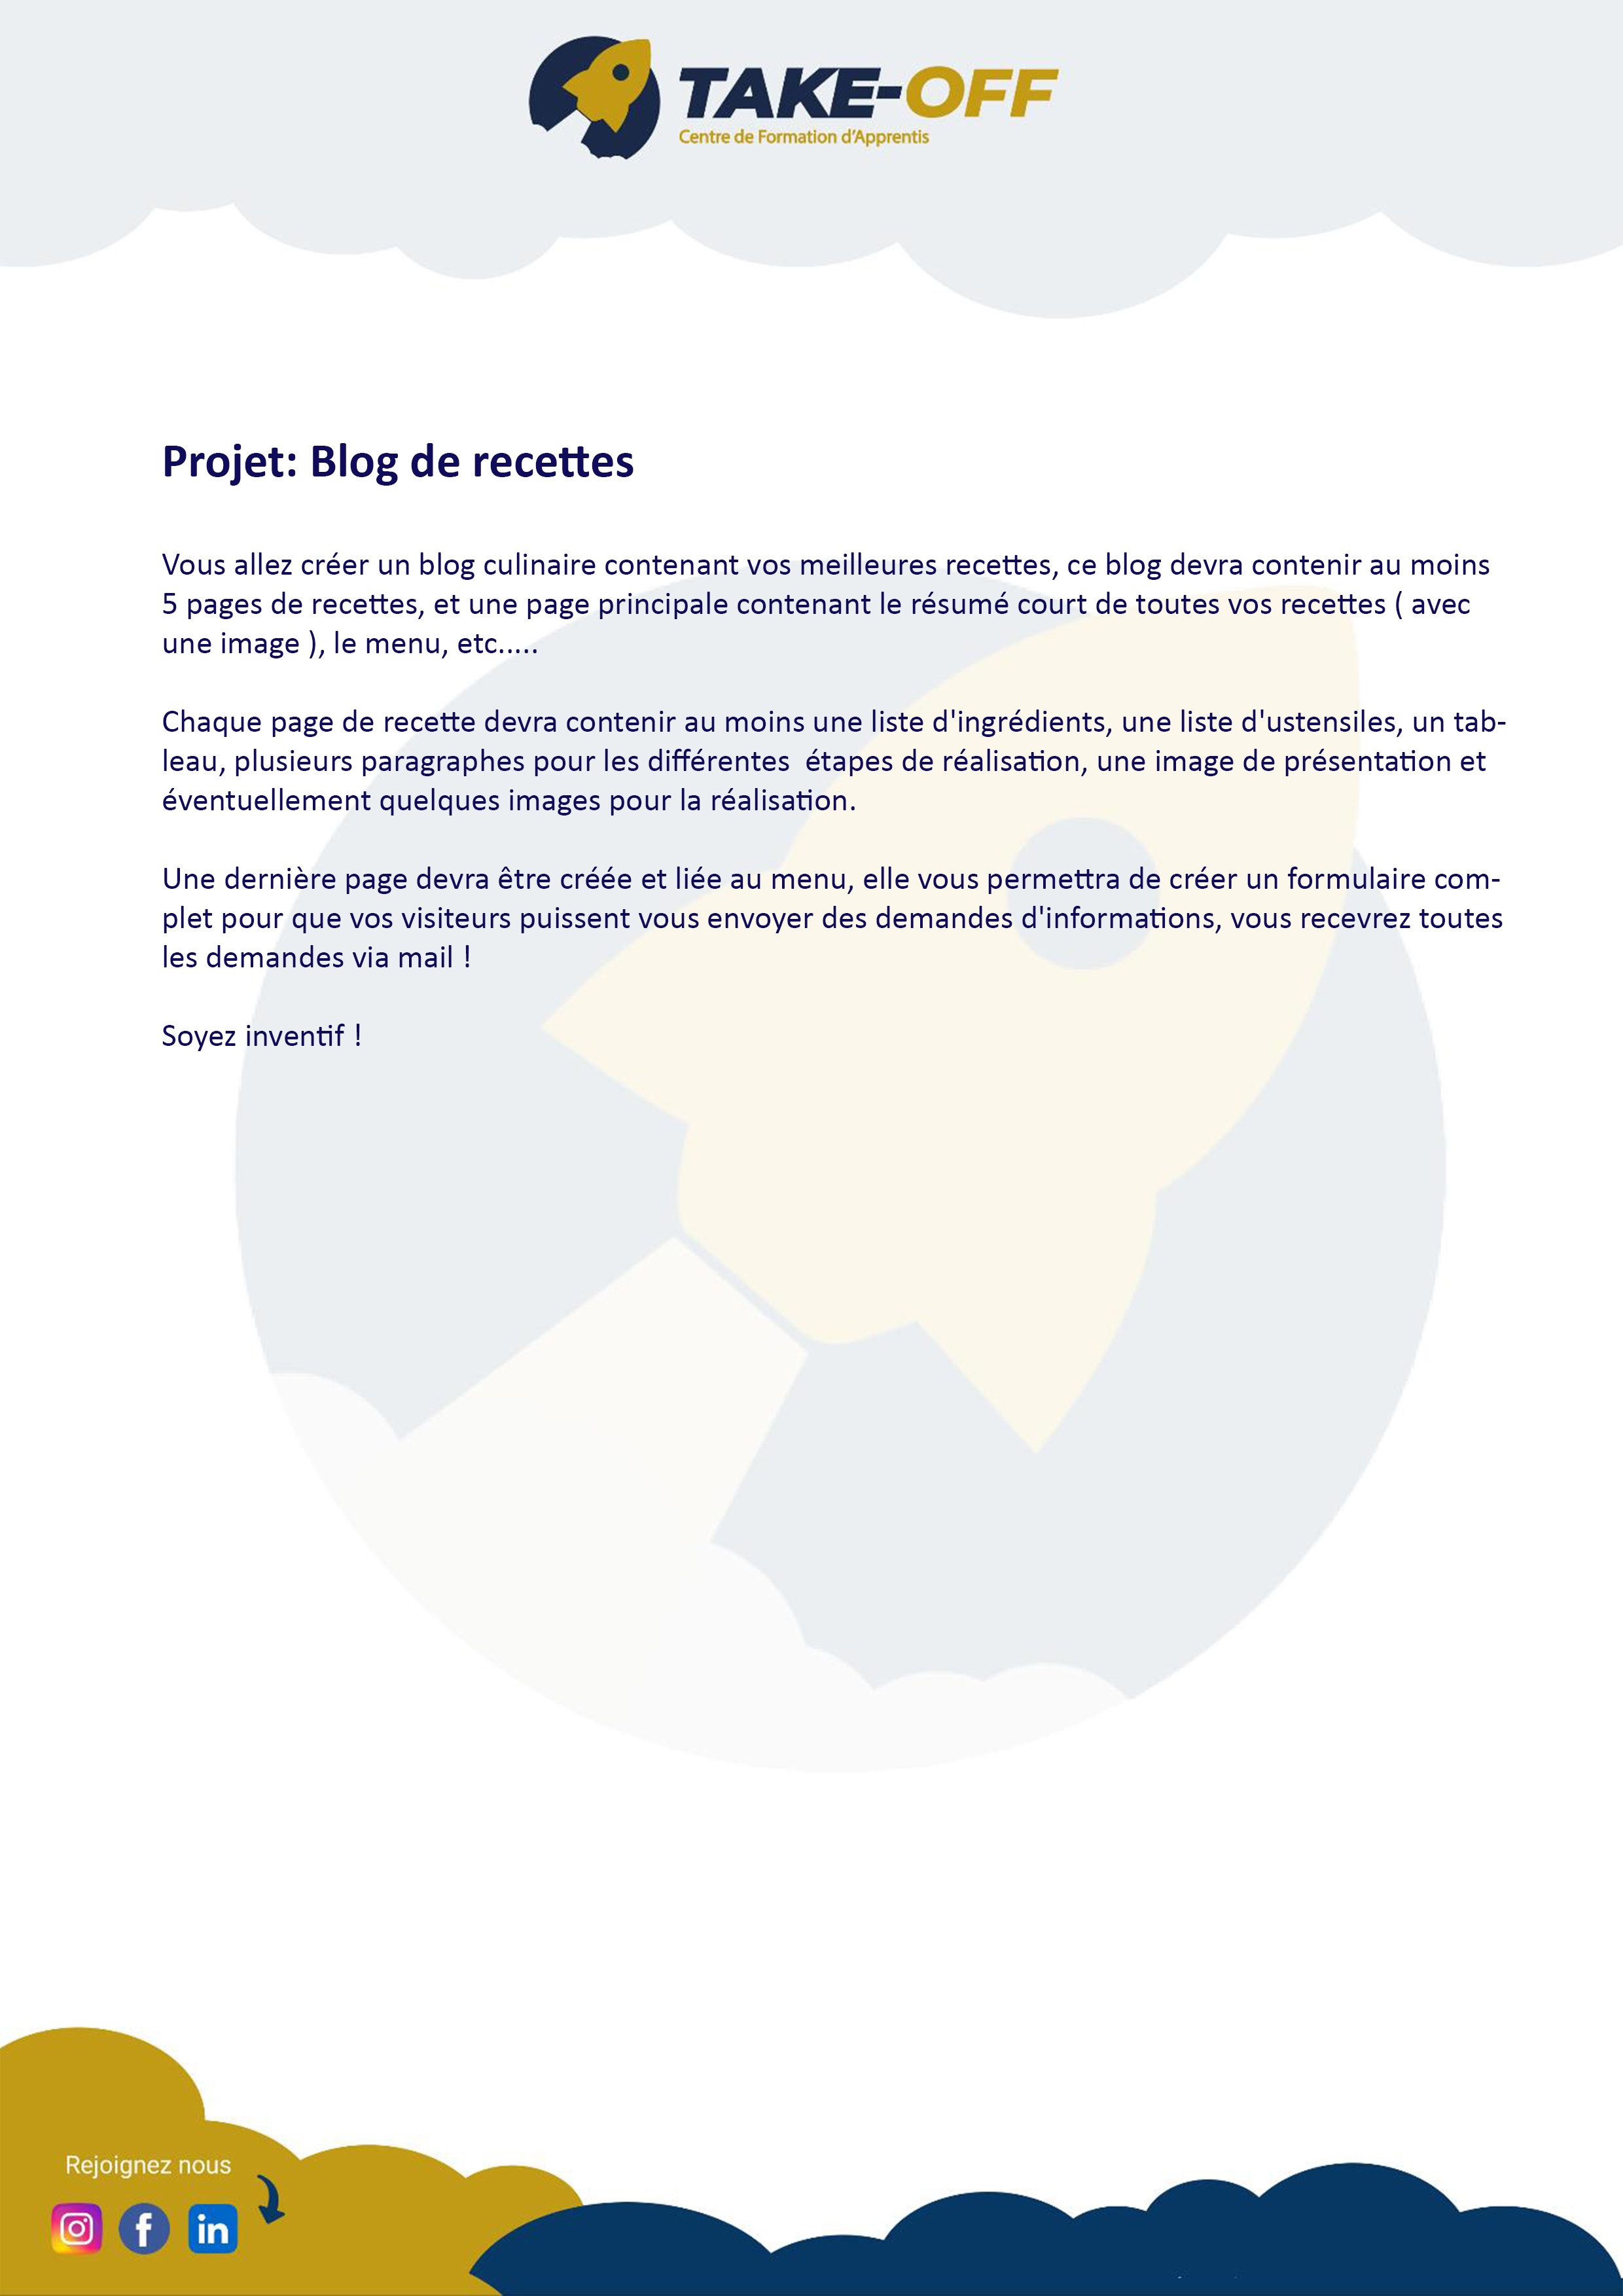 TAKE-OFF
Centre de Formation d'Apprentis
Projet: Blog de recettes
Vous allez créer un blog culinaire contenant vos meilleures recettes, ce blog devra contenir au moins
5 pages de recettes, et une page principale contenant le résumé court de toutes vos recettes ( avec
une image ), le menu, etc.....
Chaque page de recette devra contenir au moins une liste d'ingrédients, une liste d'ustensiles, un tab-
leau, plusieurs paragraphes pour les différentes  étapes de réalisation, une image de présentation et
éventuellement quelques images pour la réalisation.
Une dernière page devra être créée et liée au menu, elle vous permettra de créer un formulaire com-
plet pour que vos visiteurs puissent vous envoyer des demandes d'informations, vous recevrez toutes
les demandes via mail !
Soyez inventif !
Rejoignez nous